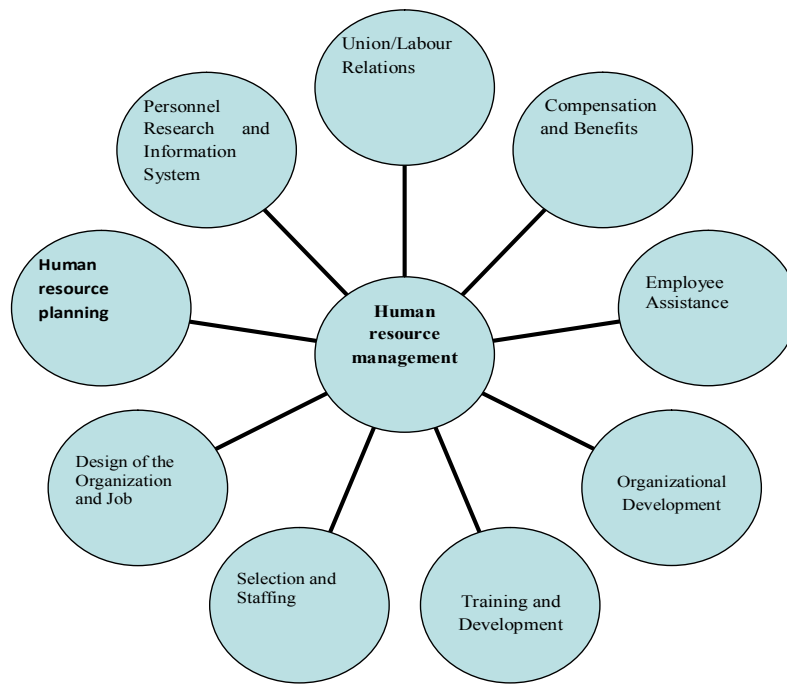 Union/Labour
Relations
Compensation
and Benefits
Employee
Assistance
Organizational
Development
Training and
Development
Selection and
Staffing
Design of the
Organization
and Job
Human
resource
planning
Personnel
Research and
Information
System
Human
resource
management